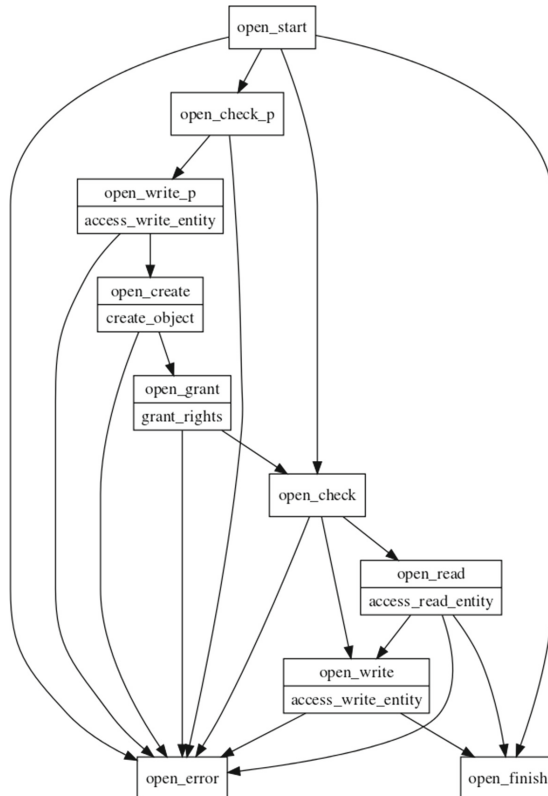 open_start
open_check_p
open_write_p
access_write_entity
open_create
create_object
open_grant
grant_rights
open_check
open_read
access_read_entity
open_write
access_write_entity
open_error
open_finish